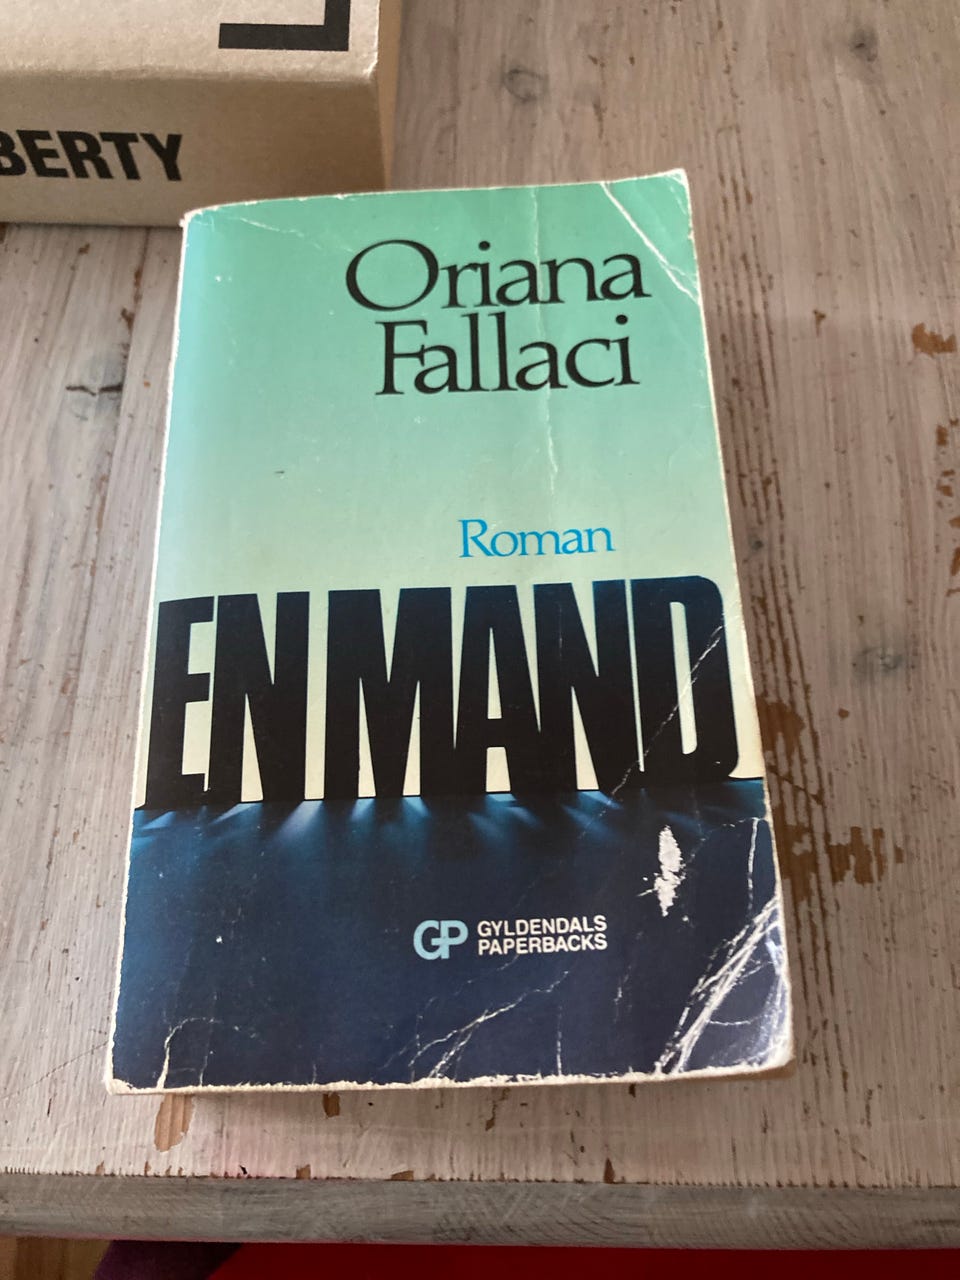 BERTY
Oriana
Fallaci
Roman
EN MAND
GP GYLDENDALS
PAPERBACKS